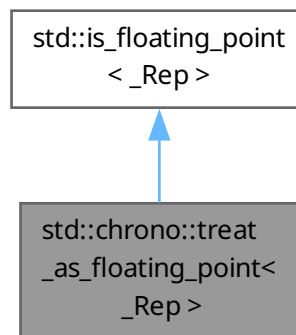 std::is_floating_point
< _Rep >
std::chrono::treat
_as_floating_point<
_Rep >